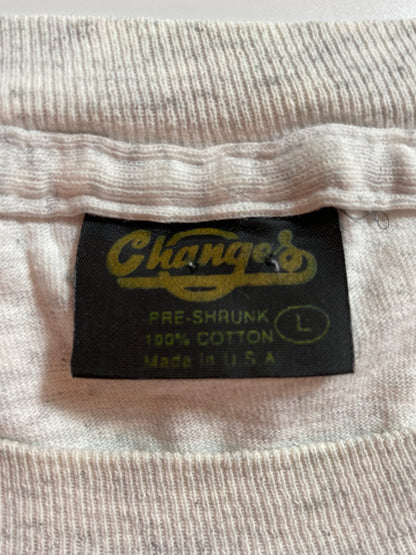 Changes
PRE-SHRUNK
L
100% COTTON
Made in U.S.A